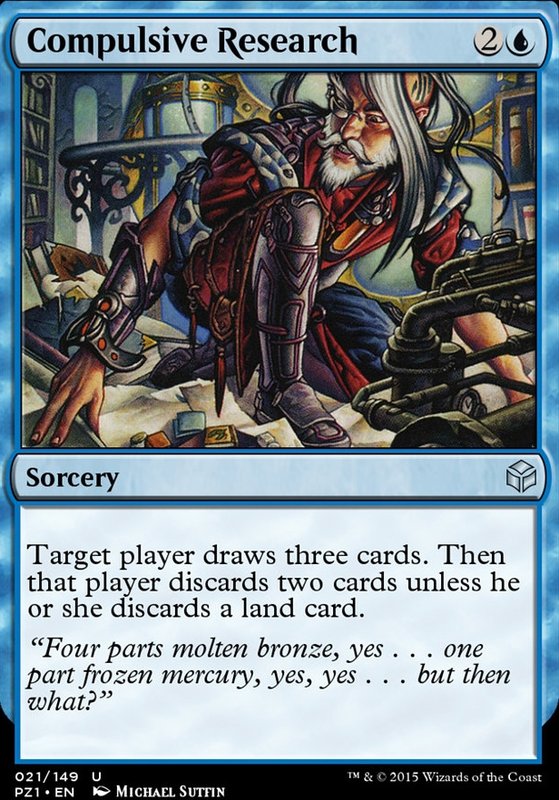 Compulsive Research 2
Sorcery
Target player draws three cards. Then
that player discards two cards unless he
or she discards a land card.
“Four parts molten bronze, yes . . . one
part frozen mercury, yes, yes . . . but then
what?”
021/149 U
PZ1 • EN Michael Sutfin
™ & © 2015 Wizards of the Coast